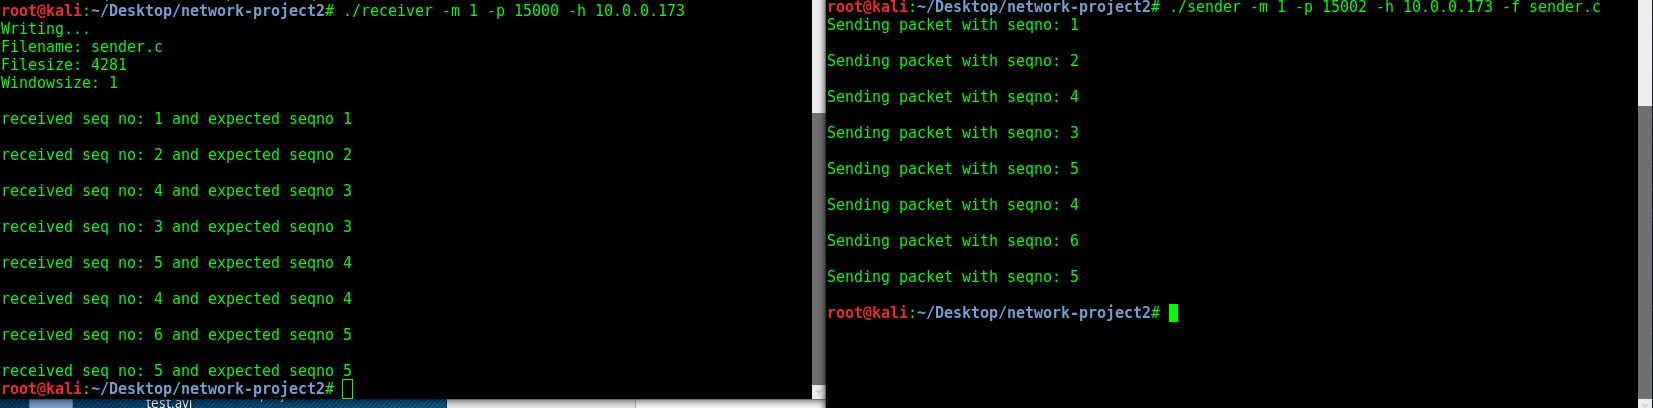 root@kali:~/Desktop/network-project2# ./receiver -m 1 -p 15000 -h 10.0.0.173
Writing...
Filename: sender.c
Filesize: 4281
Windowsize: 1
received seq no: 1 and expected seqno 1
received seq no: 2 and expected seqno 2
received seq no: 4 and expected seqno 3
received seq no: 3 and expected seqno 3
received seq no: 5 and expected seqno 4
received seq no: 4 and expected seqno 4
received seq no: 6 and expected seqno 5
received seq no: 5 and expected seqno 5
root@kali:~/Desktop/network-project2#
test.avi
root@kali:~/Desktop/network-project2# ./sender -m 1 -p 15002 -h 10.0.0.173 -f sender.c
Sending packet with seqno: 1
Sending packet with seqno: 2
Sending packet with seqno: 4
Sending packet with seqno: 3
Sending packet with seqno: 5
Sending packet with seqno: 4
Sending packet with seqno: 6
Sending packet with seqno: 5
root@kali:~/Desktop/network-project2#